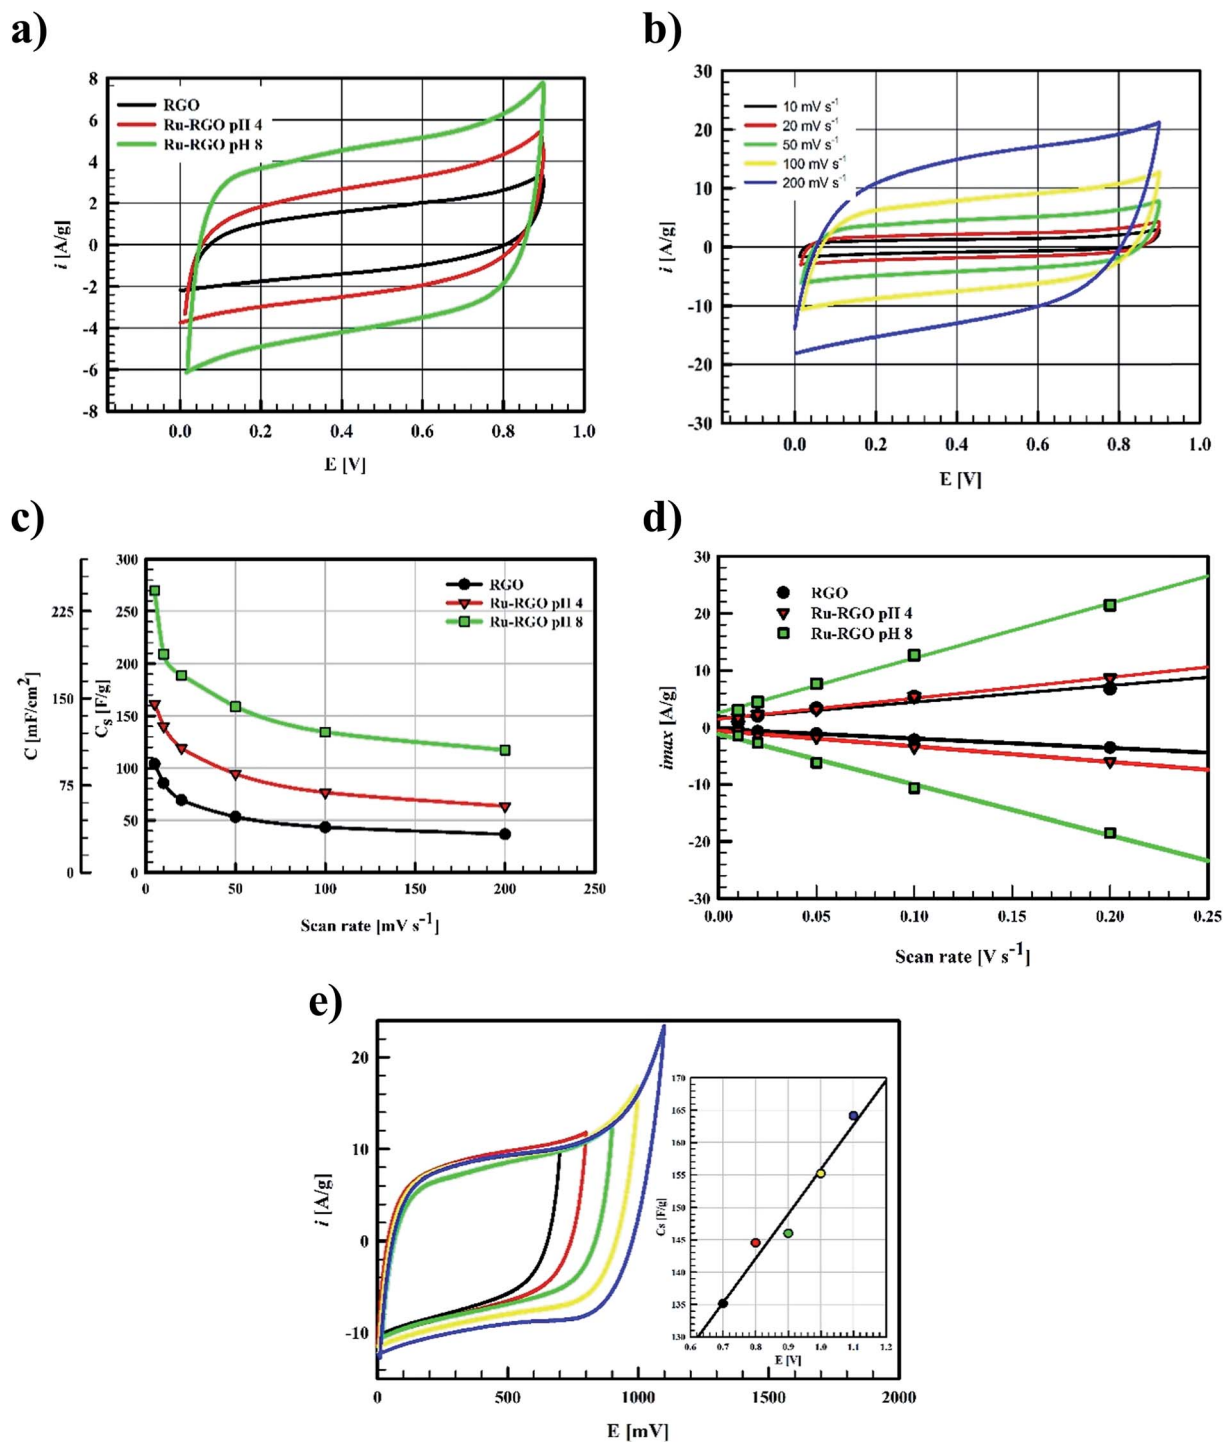 a)
8
6
4
2
0
-2
-4
-6
-8
i [A/g]
RGO
Ru-RGO pH 4
Ru-RGO pH 8
0.0 0.2 0.4 0.6 0.8 1.0
E [V]
b)
30
20
10
0
-10
-20
-30
i [A/g]
10 mV s-1
20 mV s-1
50 mV s-1
100 mV s-1
200 mV s-1
0.0 0.2 0.4 0.6 0.8 1.0
E [V]
c)
225
150
75
0
C [mF/cm2]
300
250
200
150
100
50
0
Cs [F/g]
RGO
Ru-RGO pH 4
Ru-RGO pH 8
0 50 100 150 200 250
Scan rate [mV s-1]
d)
30
20
10
0
-10
-20
-30
imax [A/g]
RGO
Ru-RGO pH 4
Ru-RGO pH 8
0.00 0.05 0.10 0.15 0.20 0.25
Scan rate [V s-1]
e)
20
10
0
-10
i [A/g]
0 500 1000 1500 2000
E [mV]
170
165
160
155
150
145
140
135
130
Cs [F/g]
0.6 0.7 0.8 0.9 1.0 1.1 1.2
E [V]